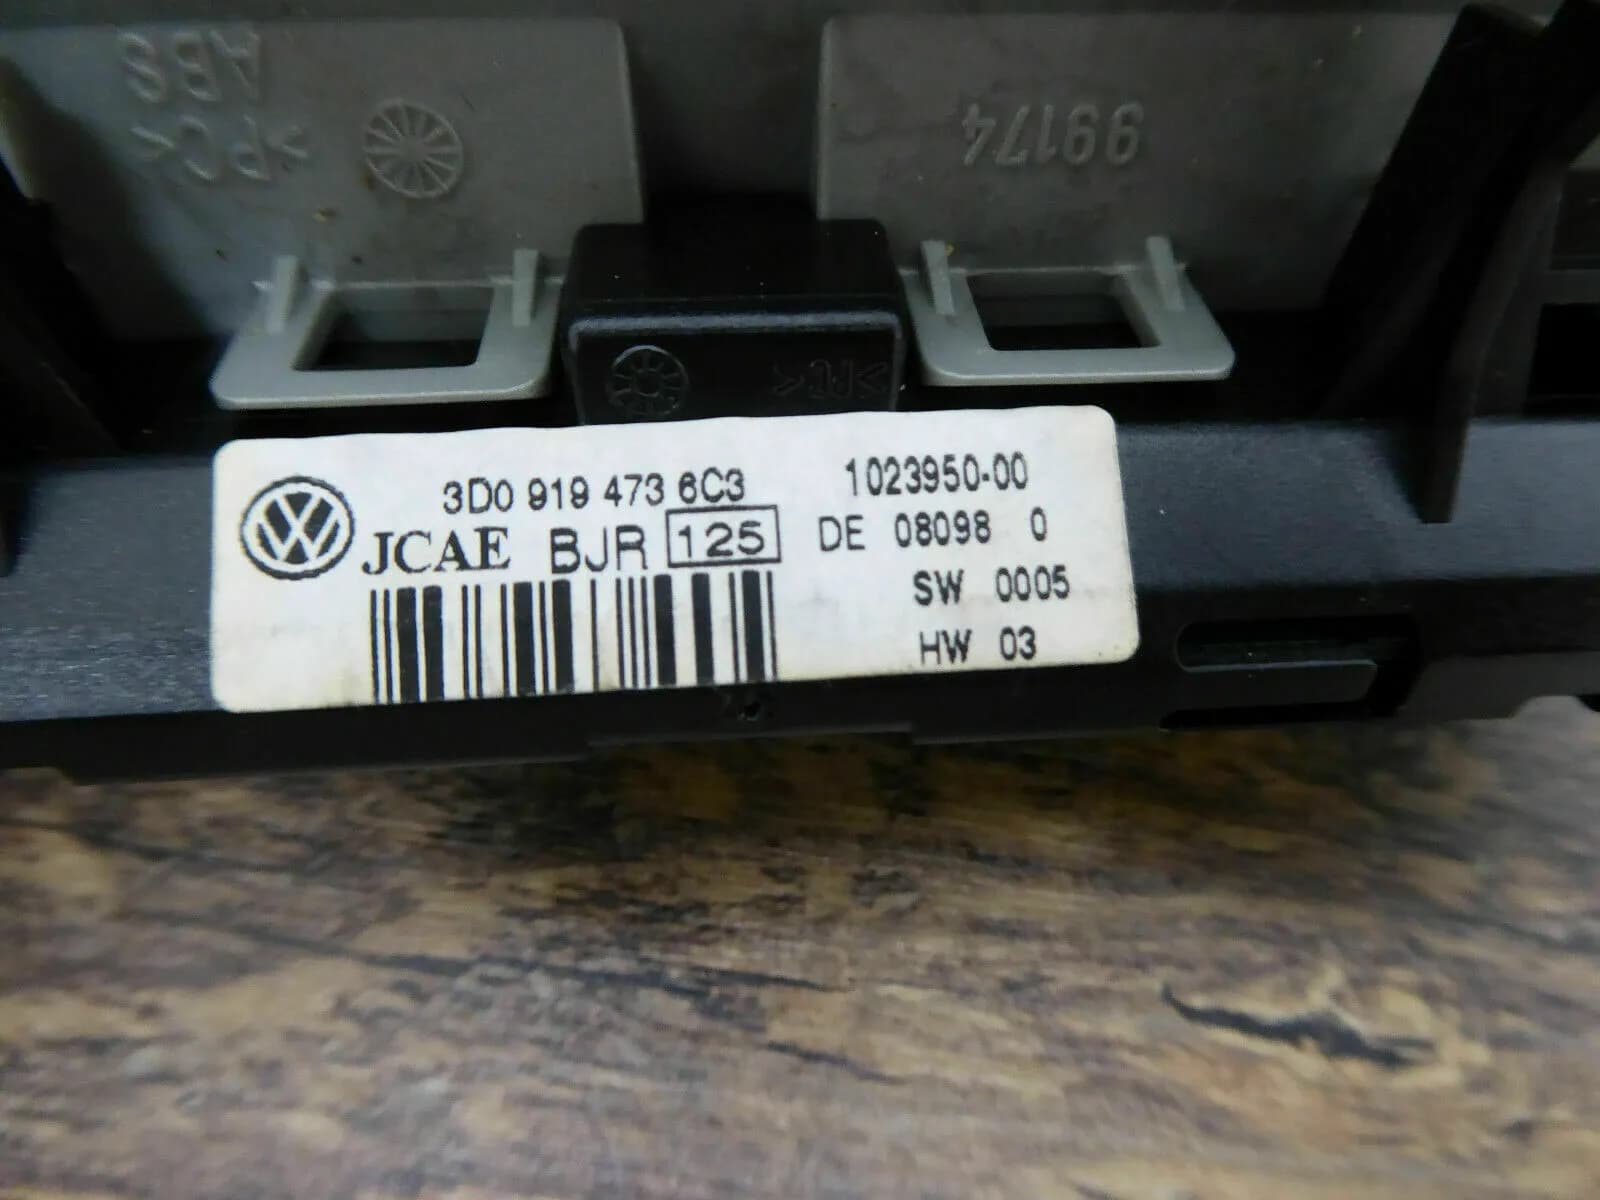 >PC<
ABS
99174
>PC<
3D0 919 473 6C3
JCAE BJR 125
1023950-00
DE 08098 0
SW 0005
HW 03